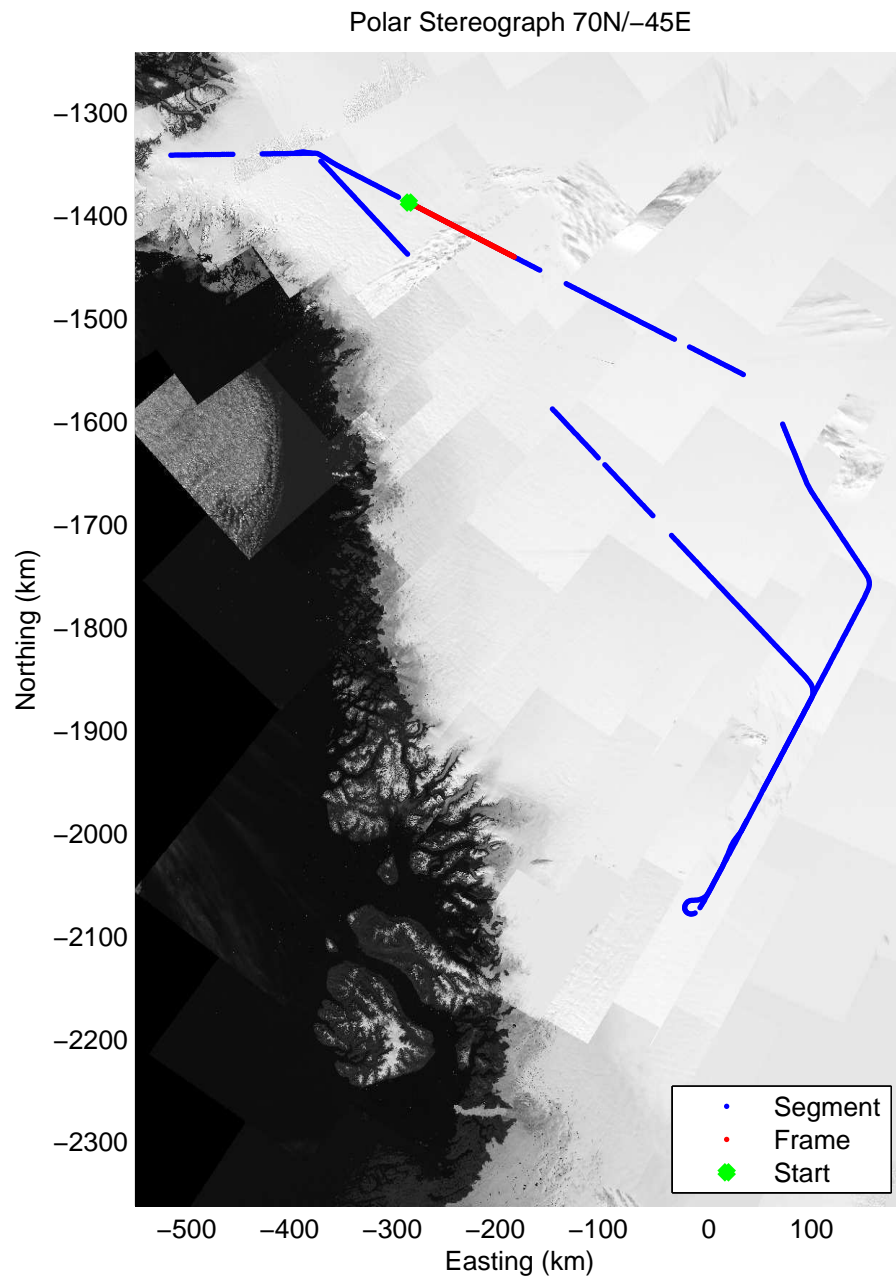 Polar Stereograph 70N/−45E
−1300
−1400
−1500
−1600
−1700
−1800
−1900
−2000
−2100
−2200
−2300
Northing (km)
Segment
Frame
Start
−500 −400 −300 −200 −100 0 100
Easting (km)